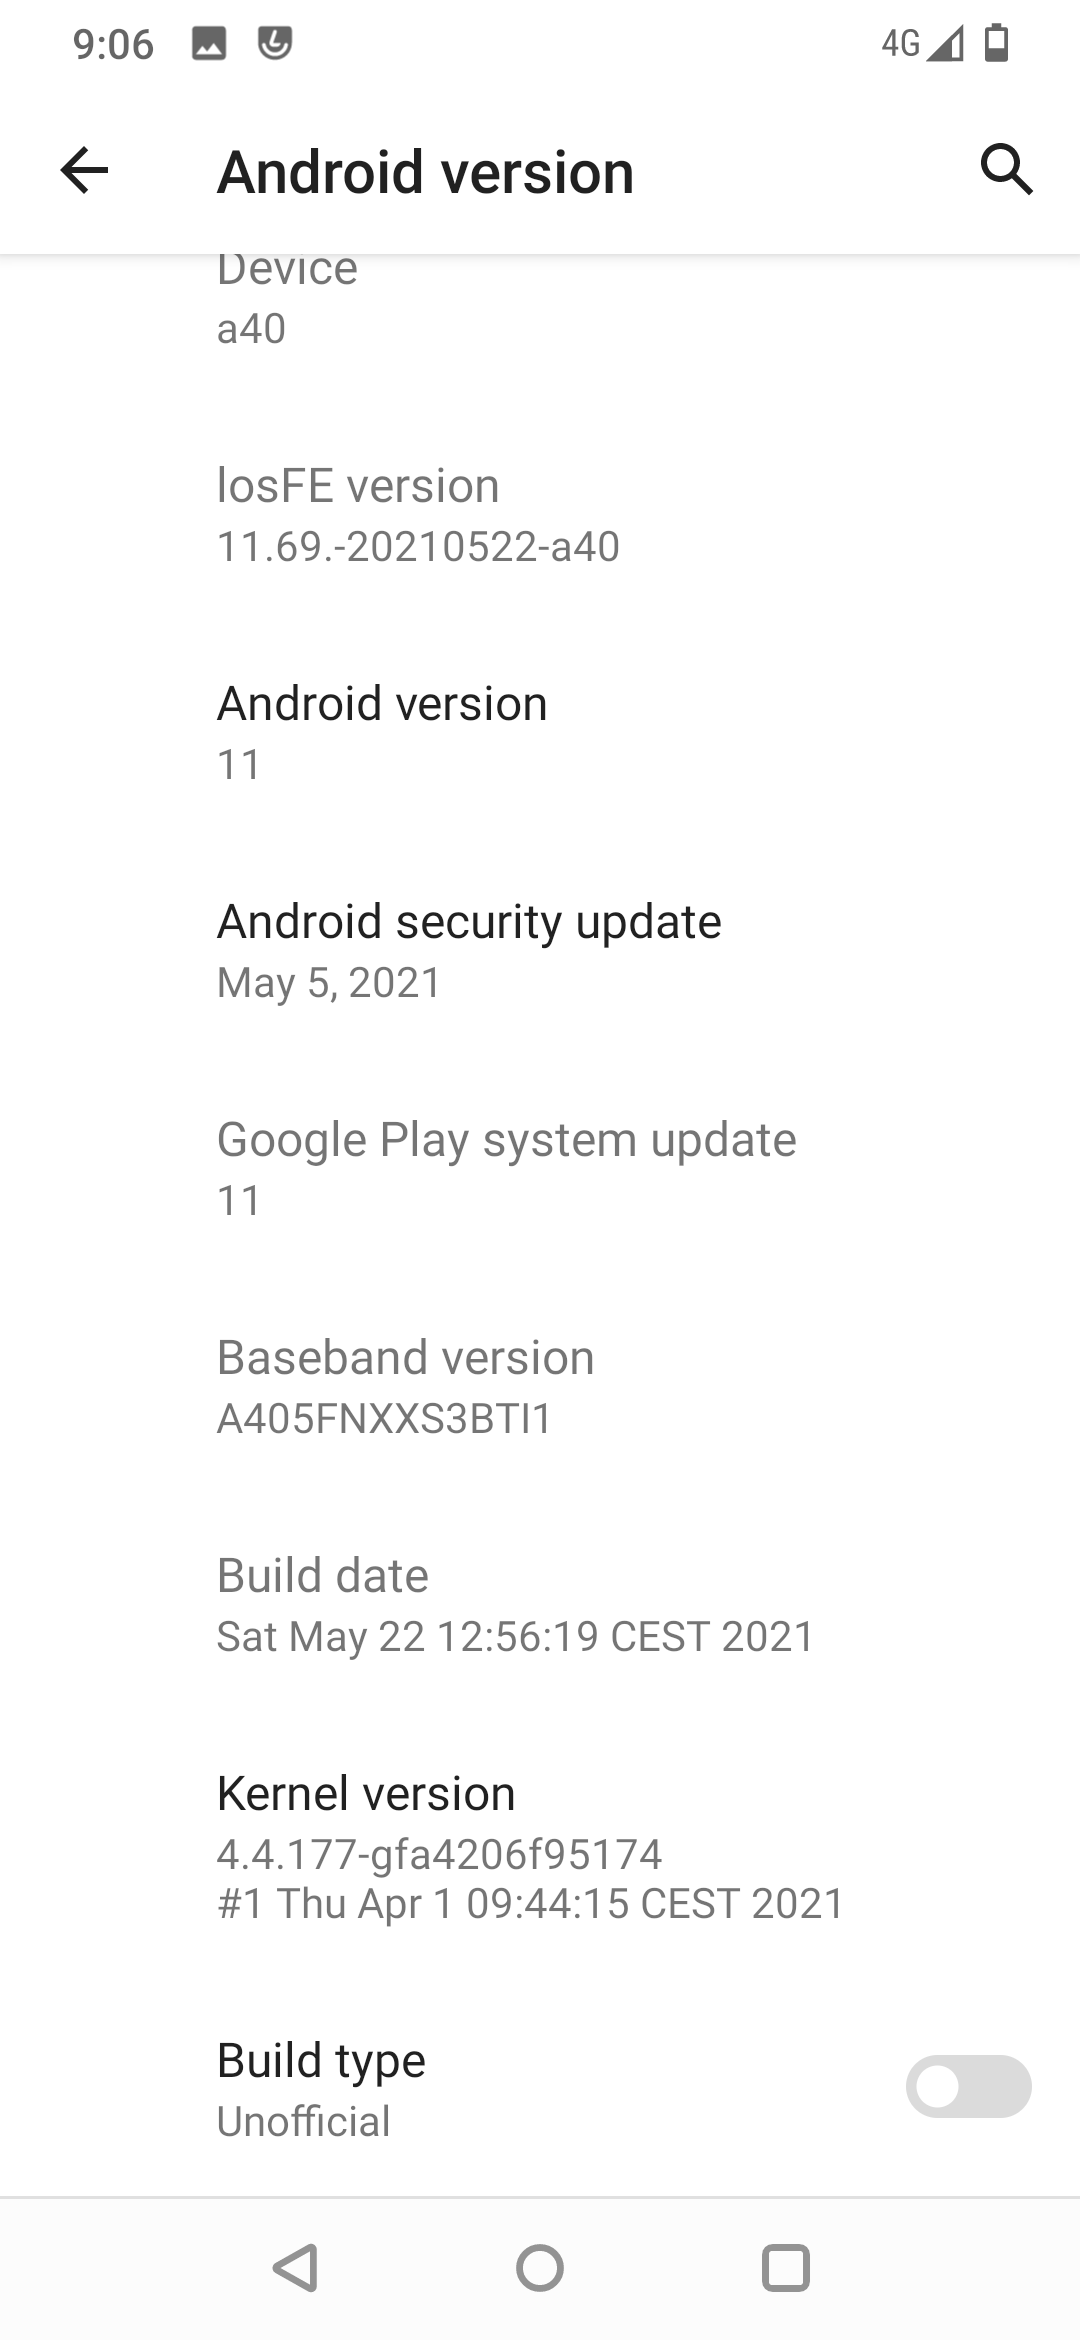 9:06
4G
Android version
Device
a40
losFE version
11.69.-20210522-a40
Android version
11
Android security update
May 5, 2021
Google Play system update
11
Baseband version
A405FNXXS3BTI1
Build date
Sat May 22 12:56:19 CEST 2021
Kernel version
4.4.177-gfa4206f95174
#1 Thu Apr 1 09:44:15 CEST 2021
Build type
Unofficial